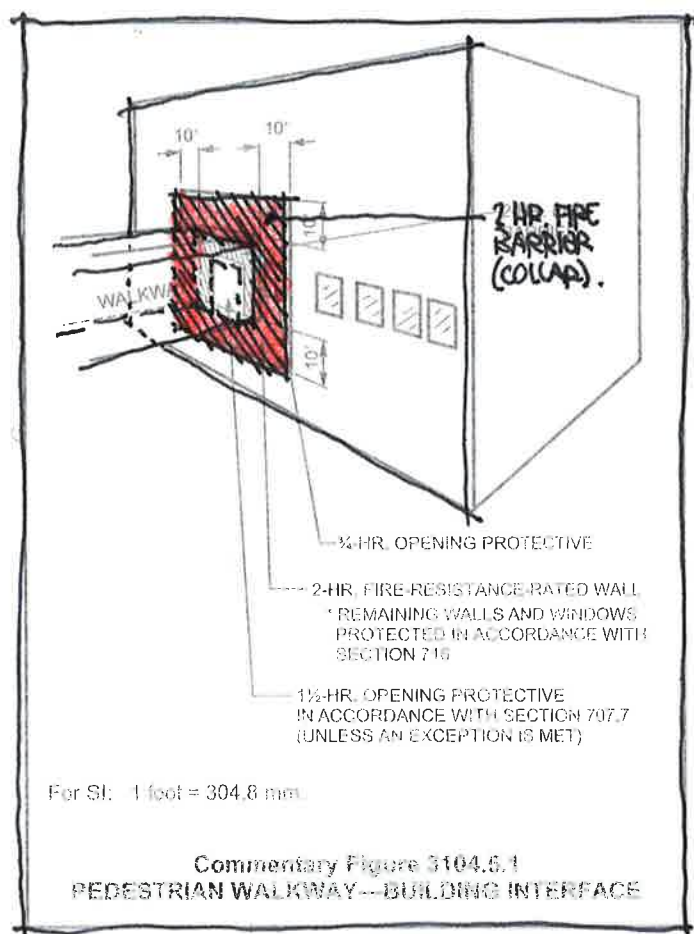 10' 10'
10'
2 HR. FIRE
BARRIER
(COLLAR).
WALKWA
10'
¾-HR. OPENING PROTECTIVE
2-HR. FIRE-RESISTANCE-RATED WALL
* REMAINING WALLS AND WINDOWS
PROTECTED IN ACCORDANCE WITH
SECTION 716
1½-HR. OPENING PROTECTIVE
IN ACCORDANCE WITH SECTION 707.7
(UNLESS AN EXCEPTION IS MET)
For SI: 1 foot = 304.8 mm.
Commentary Figure 3104.5.1
PEDESTRIAN WALKWAY—BUILDING INTERFACE